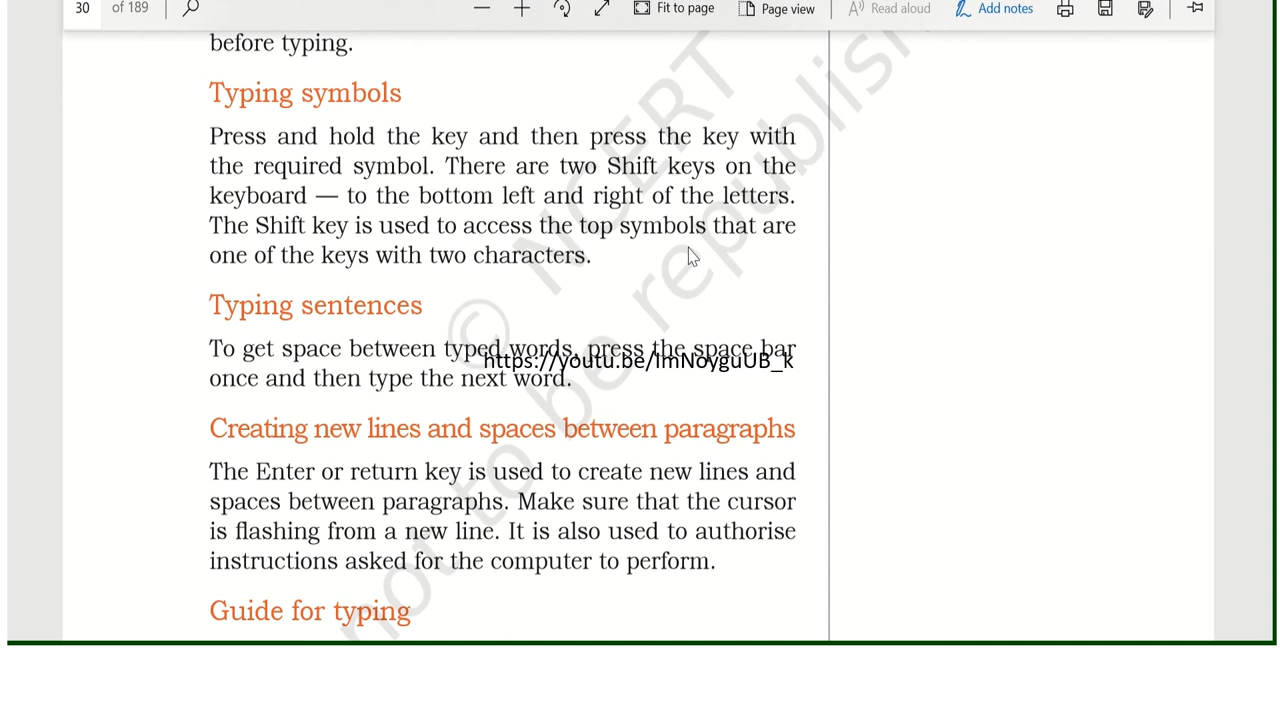 30 of 189 Fit to page Page view A Read aloud Add notes
before typing.
Typing symbols
Press and hold the key and then press the key with
the required symbol. There are two Shift keys on the
keyboard — to the bottom left and right of the letters.
The Shift key is used to access the top symbols that are
one of the keys with two characters.
Typing sentences
To get space between typed words, press the space bar
https://youtu.be/lmNoyguUB_k
once and then type the next word.
Creating new lines and spaces between paragraphs
The Enter or return key is used to create new lines and
spaces between paragraphs. Make sure that the cursor
is flashing from a new line. It is also used to authorise
instructions asked for the computer to perform.
Guide for typing
© NCERT
not to be republis